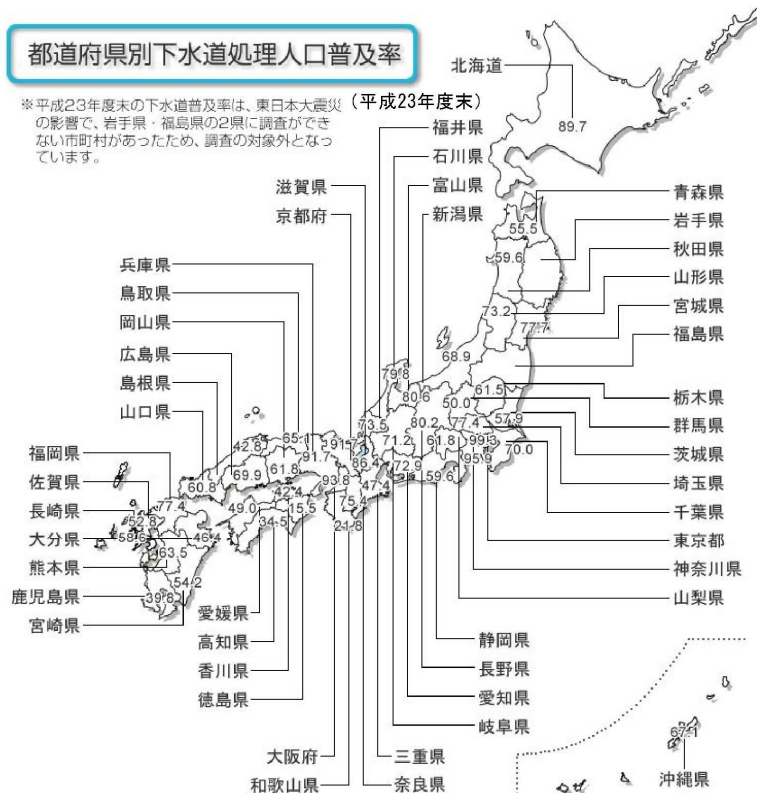 都道府県別下水道処理人口普及率
(平成23年度末)
※平成23年度末の下水道普及率は、東日本大震災
の影響で、岩手県・福島県の2県に調査ができ
ない市町村があったため、調査の対象外となっ
ています。
北海道
89.7
福井県
石川県
富山県
新潟県
滋賀県
京都府
兵庫県
鳥取県
岡山県
広島県
島根県
山口県
福岡県
佐賀県
長崎県
大分県
熊本県
鹿児島県
宮崎県
青森県
岩手県
秋田県
山形県
宮城県
福島県
栃木県
群馬県
茨城県
埼玉県
千葉県
東京都
神奈川県
山梨県
静岡県
長野県
愛知県
岐阜県
三重県
奈良県
愛媛県
高知県
香川県
徳島県
大阪府
和歌山県
沖縄県
55.5
59.6
73.2
77.7
68.9
79.8
80.6
61.5
50.0
57.9
73.5
80.2
77.4
71.2
61.8
99.3
70.0
86.4
72.9
95.9
59.6
47.4
93.8
75.4
21.8
65.1
91.7
42.8
69.9
61.8
60.8
42.4
49.0
15.5
34.5
77.4
52.8
58.6
46.4
63.5
54.2
39.8
67.1